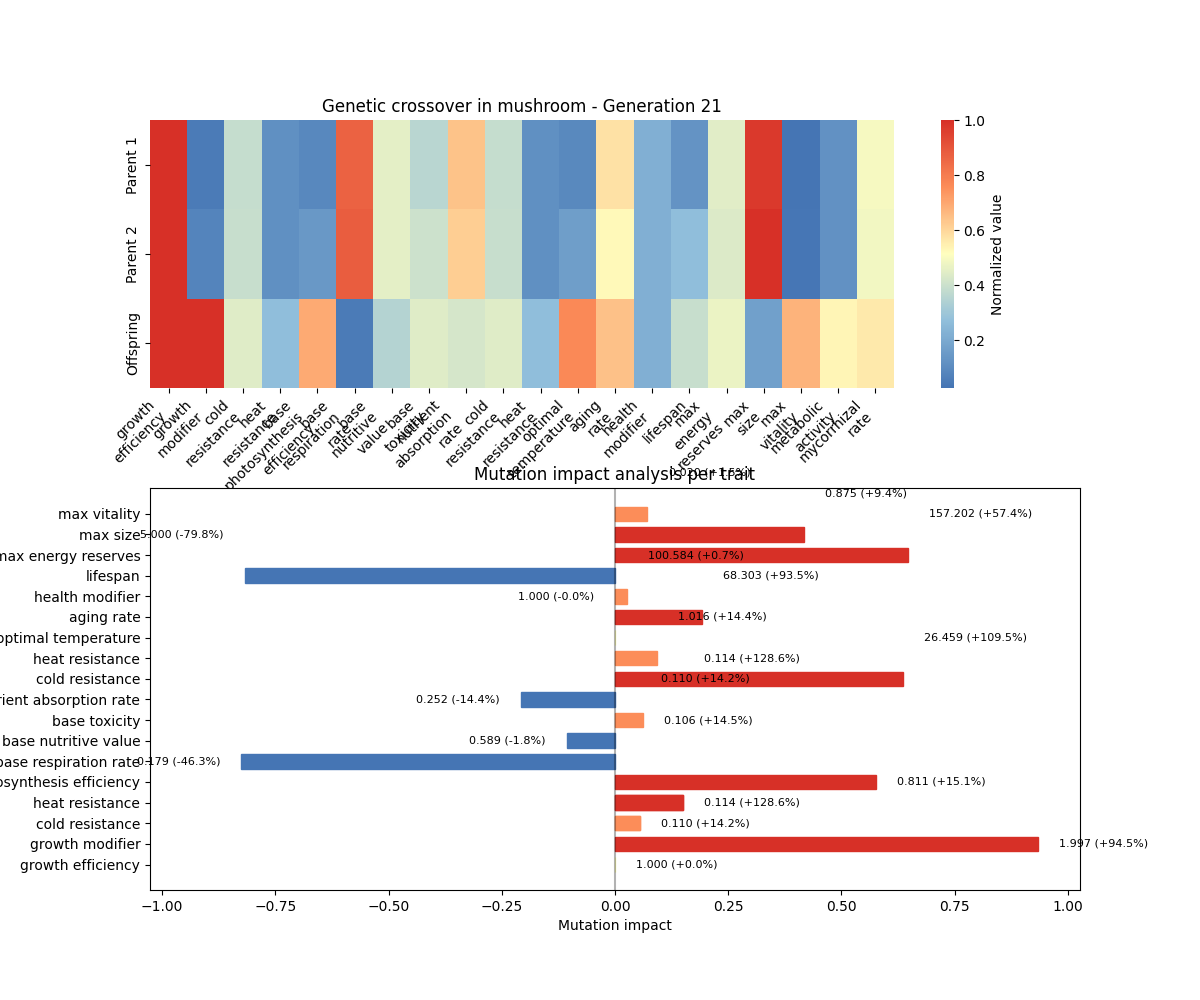 Genetic crossover in mushroom - Generation 21
Parent 1
Parent 2
Offspring
growth
efficiency
growth
modifier
cold
resistance
heat
resistance
base
photosynthesis
efficiency
base
respiration
rate
base
nutritive
value
base
toxicity
absorption
rate
cold
resistance
heat
resistance
optimal
temperature
aging
rate
health
modifier
lifespan
max
energy
reserves
max
size
max
vitality
metabolic
activity
mycorrhizal
rate
1.0
0.8
0.6
0.4
0.2
Normalized value
Mutation impact analysis per trait
0.875 (+9.4%)
max vitality
157.202 (+57.4%)
max size
5.000 (-79.8%)
max energy reserves
100.584 (+0.7%)
lifespan
68.303 (+93.5%)
health modifier
1.000 (-0.0%)
aging rate
1.016 (+14.4%)
optimal temperature
26.459 (+109.5%)
heat resistance
0.114 (+128.6%)
cold resistance
0.110 (+14.2%)
rient absorption rate
0.252 (-14.4%)
base toxicity
0.106 (+14.5%)
base nutritive value
0.589 (-1.8%)
base respiration rate
0.179 (-46.3%)
osynthesis efficiency
0.811 (+15.1%)
heat resistance
0.114 (+128.6%)
cold resistance
0.110 (+14.2%)
growth modifier
1.997 (+94.5%)
growth efficiency
1.000 (+0.0%)
−1.00
−0.75
−0.50
−0.25
0.00
0.25
0.50
0.75
1.00
Mutation impact